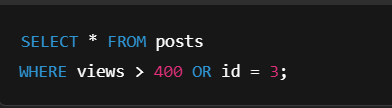 SELECT * FROM posts
WHERE views > 400 OR id = 3;